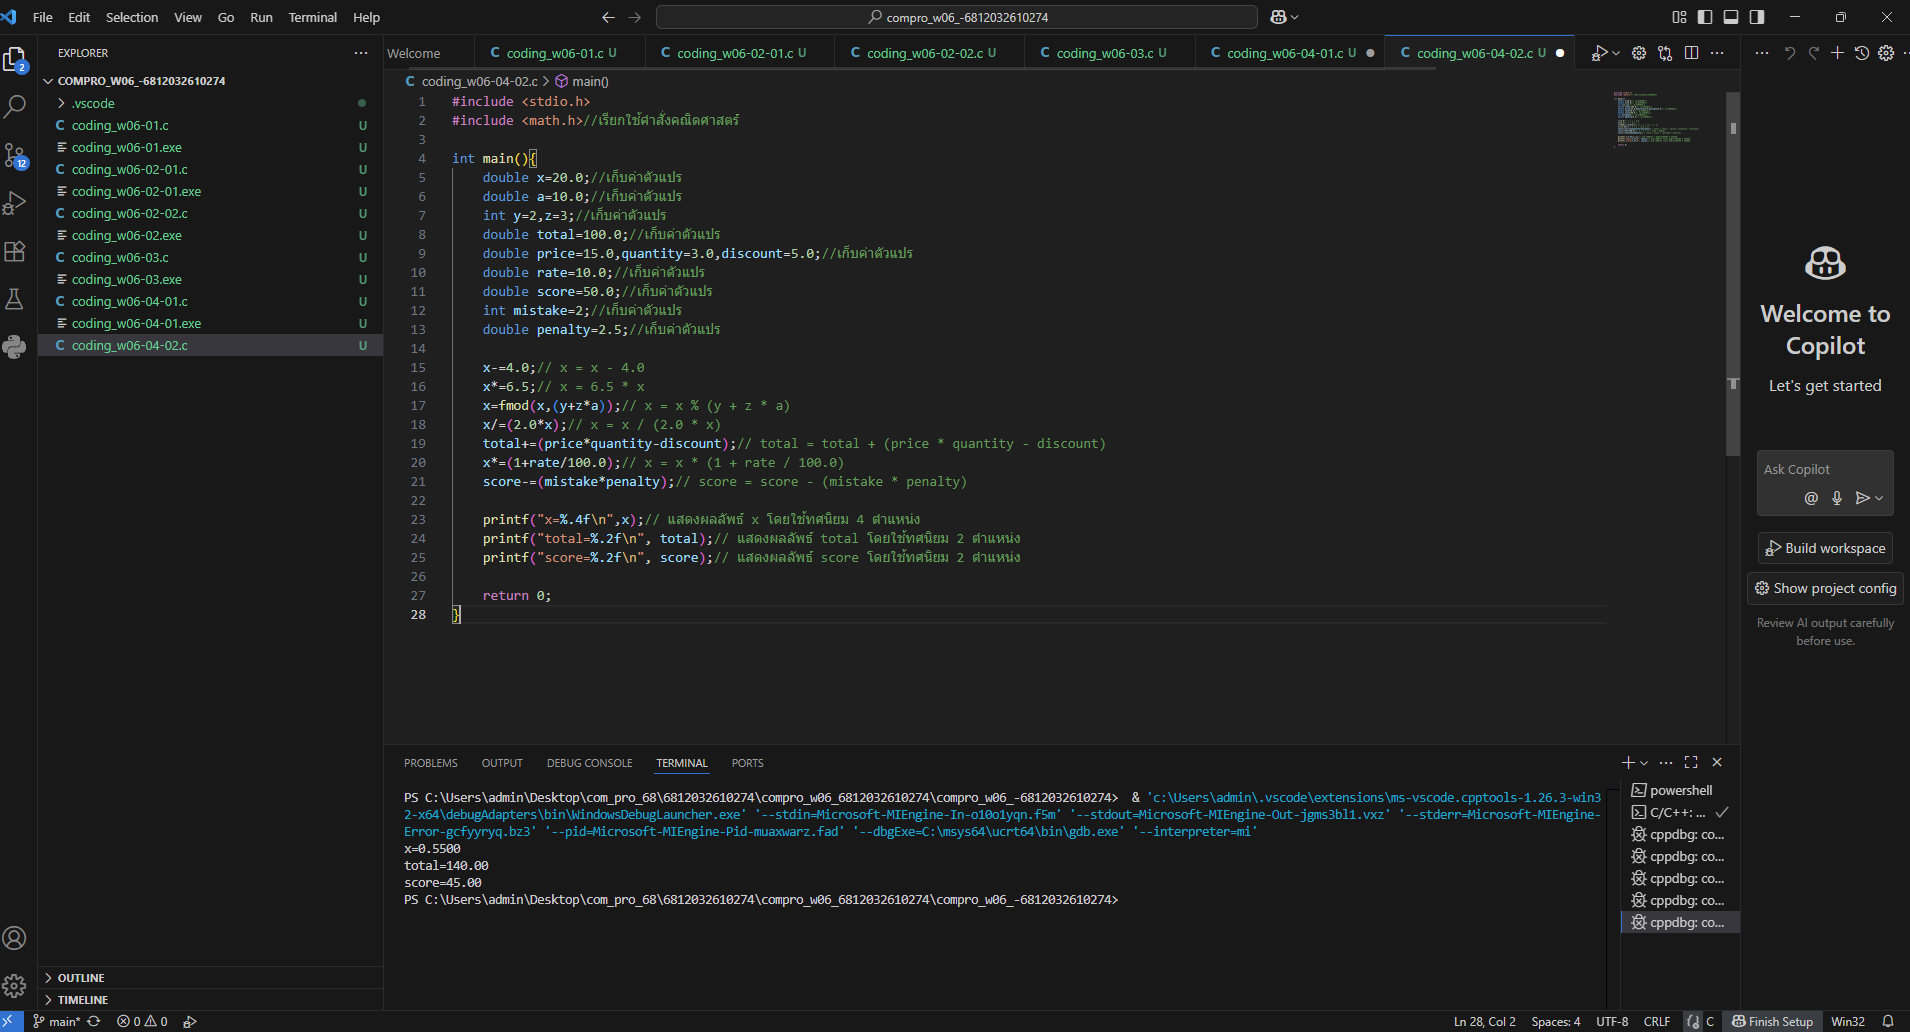 File Edit Selection View Go Run Terminal Help
compro_w06_-6812032610274
EXPLORER
COMPRO_W06_-6812032610274
.vscode
C coding_w06-01.c U
coding_w06-01.exe U
C coding_w06-02-01.c U
coding_w06-02-01.exe U
C coding_w06-02-02.c U
coding_w06-02.exe U
C coding_w06-03.c U
coding_w06-03.exe U
C coding_w06-04-01.c U
coding_w06-04-01.exe U
C coding_w06-04-02.c U
2
12
OUTLINE
TIMELINE
Welcome C coding_w06-01.c U C coding_w06-02-01.c U C coding_w06-02-02.c U C coding_w06-03.c U C coding_w06-04-01.c U C coding_w06-04-02.c U
C coding_w06-04-02.c > main()
1 #include <stdio.h>
2 #include <math.h>//เรียกใช้คำสั่งคณิตศาสตร์
3
4 int main(){
5 double x=20.0;//เก็บค่าตัวแปร
6 double a=10.0;//เก็บค่าตัวแปร
7 int y=2,z=3;//เก็บค่าตัวแปร
8 double total=100.0;//เก็บค่าตัวแปร
9 double price=15.0,quantity=3.0,discount=5.0;//เก็บค่าตัวแปร
10 double rate=10.0;//เก็บค่าตัวแปร
11 double score=50.0;//เก็บค่าตัวแปร
12 int mistake=2;//เก็บค่าตัวแปร
13 double penalty=2.5;//เก็บค่าตัวแปร
14
15 x-=4.0;// x = x - 4.0
16 x*=6.5;// x = 6.5 * x
17 x=fmod(x,(y+z*a));// x = x % (y + z * a)
18 x/=(2.0*x);// x = x / (2.0 * x)
19 total+=(price*quantity-discount);// total = total + (price * quantity - discount)
20 x*=(1+rate/100.0);// x = x * (1 + rate / 100.0)
21 score-=(mistake*penalty);// score = score - (mistake * penalty)
22
23 printf("x=%.4f\n",x);// แสดงผลลัพธ์ x โดยใช้ทศนิยม 4 ตำแหน่ง
24 printf("total=%.2f\n", total);// แสดงผลลัพธ์ total โดยใช้ทศนิยม 2 ตำแหน่ง
25 printf("score=%.2f\n", score);// แสดงผลลัพธ์ score โดยใช้ทศนิยม 2 ตำแหน่ง
26
27 return 0;
28 }
PROBLEMS OUTPUT DEBUG CONSOLE TERMINAL PORTS
PS C:\Users\admin\Desktop\com_pro_68\6812032610274\compro_w06_6812032610274\compro_w06_-6812032610274> & 'c:\Users\admin\.vscode\extensions\ms-vscode.cpptools-1.26.3-win3
2-x64\debugAdapters\bin\WindowsDebugLauncher.exe' '--stdin=Microsoft-MIEngine-In-o10o1yqn.f5m' '--stdout=Microsoft-MIEngine-Out-jgms3bl1.vxz' '--stderr=Microsoft-MIEngine-
Error-gcfyyryq.bz3' '--pid=Microsoft-MIEngine-Pid-muaxwarz.fad' '--dbgExe=C:\msys64\ucrt64\bin\gdb.exe' '--interpreter=mi'
x=0.5500
total=140.00
score=45.00
PS C:\Users\admin\Desktop\com_pro_68\6812032610274\compro_w06_6812032610274\compro_w06_-6812032610274>
powershell
C/C++: ...
cppdbg: co...
cppdbg: co...
cppdbg: co...
cppdbg: co...
cppdbg: co...
Welcome to
Copilot
Let's get started
Ask Copilot
@
Build workspace
Show project config
Review AI output carefully
before use.
main* 0 0
Ln 28, Col 2 Spaces: 4 UTF-8 CRLF {} C Finish Setup Win32